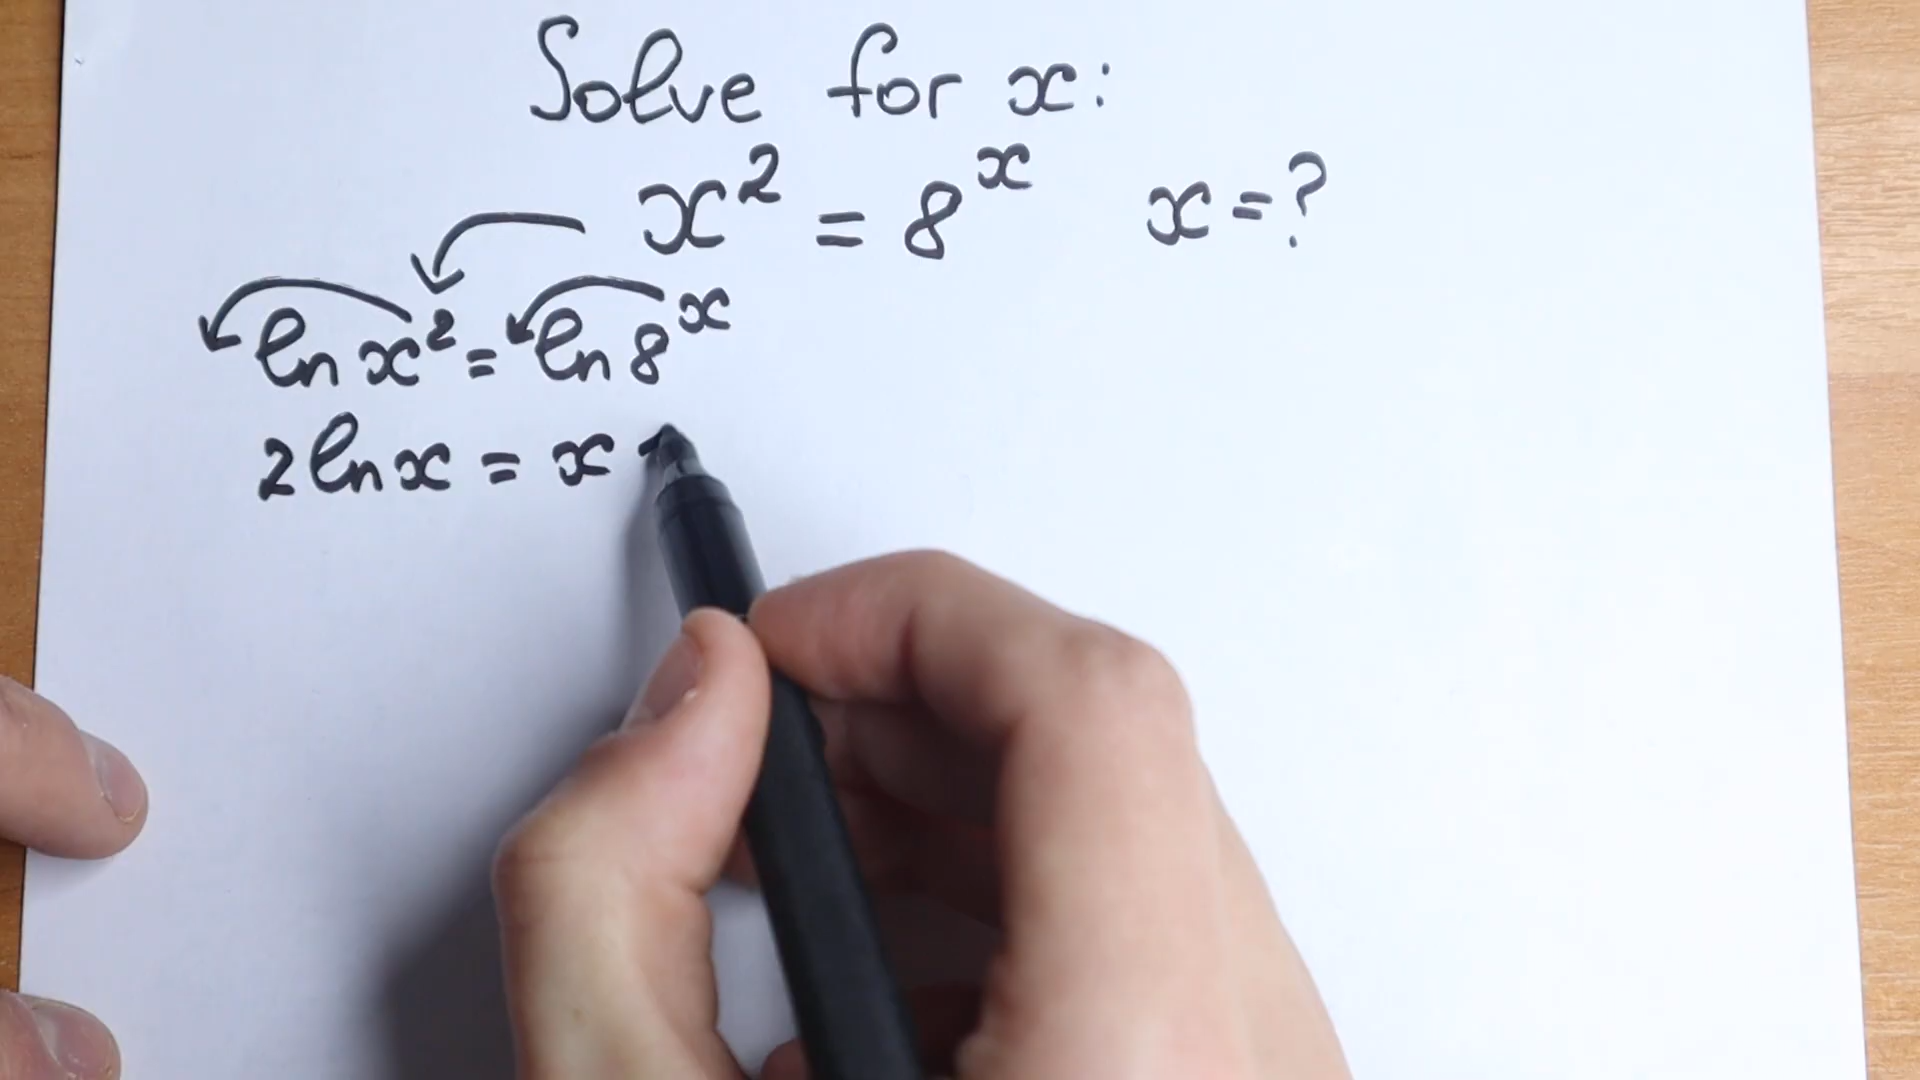 Solve for x:
x² = 8ˣ x = ?
ln x² = ln 8ˣ
2 ln x = x